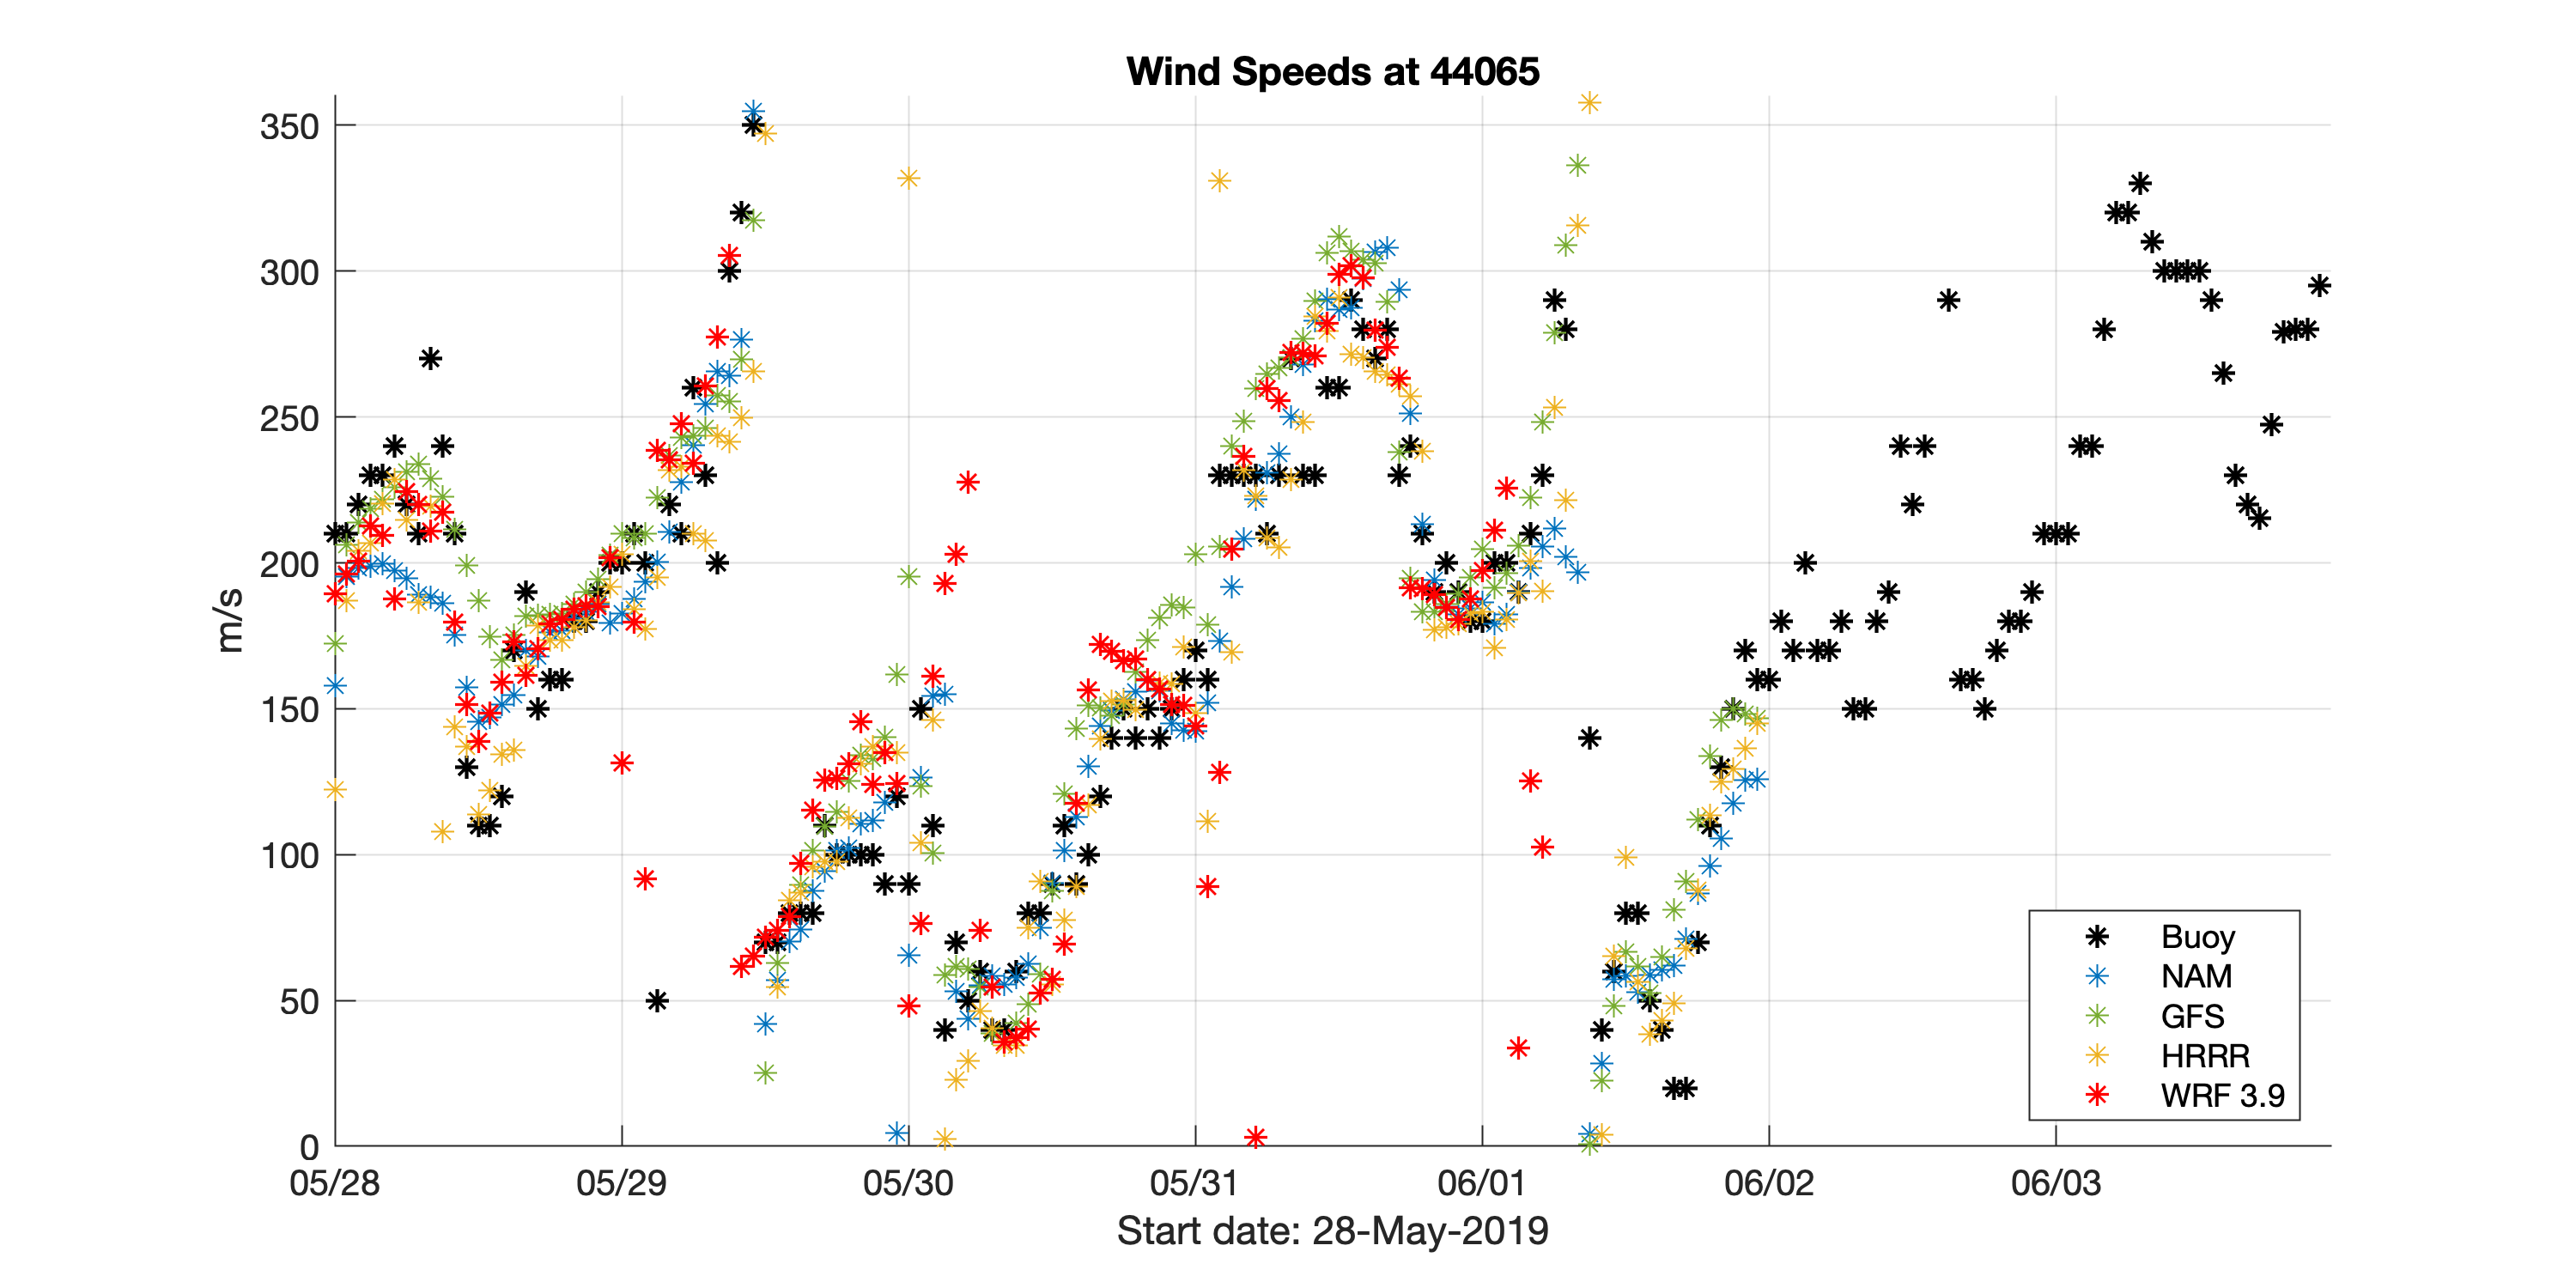 Wind Speeds at 44065
m/s
350
300
250
200
150
100
50
0
05/28 05/29 05/30 05/31 06/01 06/02 06/03
Start date: 28-May-2019
Buoy
NAM
GFS
HRRR
WRF 3.9